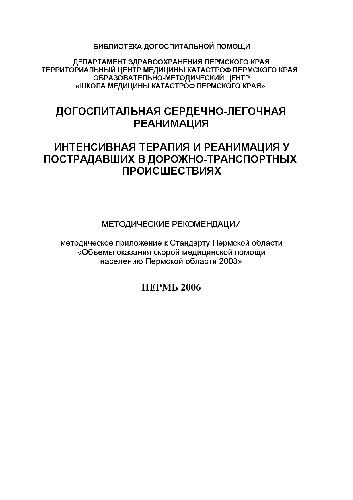 БИБЛИОТЕКА ДОГОСПИТАЛЬНОЙ ПОМОЩИ
ДЕПАРТАМЕНТ ЗДРАВООХРАНЕНИЯ ПЕРМСКОГО КРАЯ
ТЕРРИТОРИАЛЬНЫЙ ЦЕНТР МЕДИЦИНЫ КАТАСТРОФ ПЕРМСКОГО КРАЯ
ОБРАЗОВАТЕЛЬНО-МЕТОДИЧЕСКИЙ ЦЕНТР
«ШКОЛА МЕДИЦИНЫ КАТАСТРОФ ПЕРМСКОГО КРАЯ»
ДОГОСПИТАЛЬНАЯ СЕРДЕЧНО-ЛЕГОЧНАЯ
РЕАНИМАЦИЯ
ИНТЕНСИВНАЯ ТЕРАПИЯ И РЕАНИМАЦИЯ У
ПОСТРАДАВШИХ В ДОРОЖНО-ТРАНСПОРТНЫХ
ПРОИСШЕСТВИЯХ
МЕТОДИЧЕСКИЕ РЕКОМЕНДАЦИИ
методическое приложение к Стандарту Пермской области
«Объемы оказания скорой медицинской помощи
населению Пермской области 2003»
ПЕРМЬ 2006